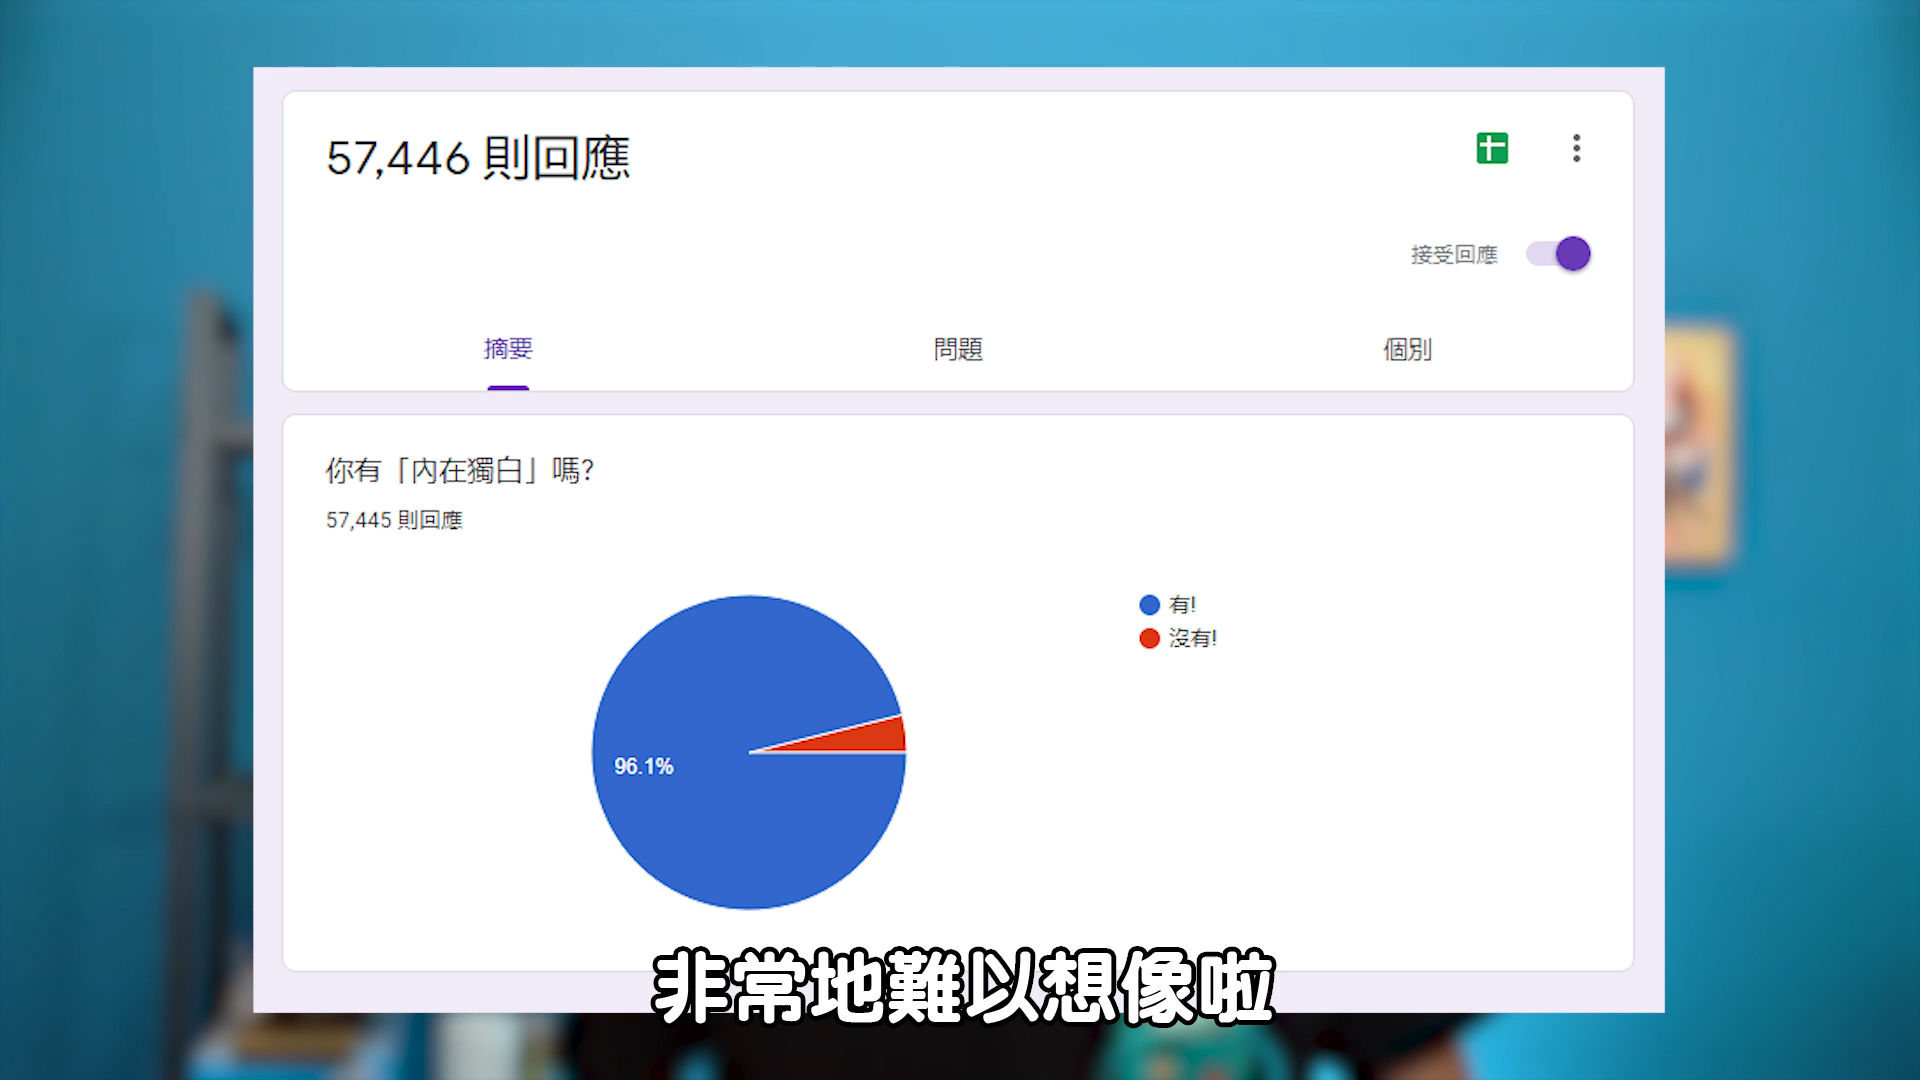 57,446 則回應
接受回應
摘要
問題
個別
你有「內在獨白」嗎?
57,445 則回應
有!
沒有!
96.1%
非常地難以想像啦